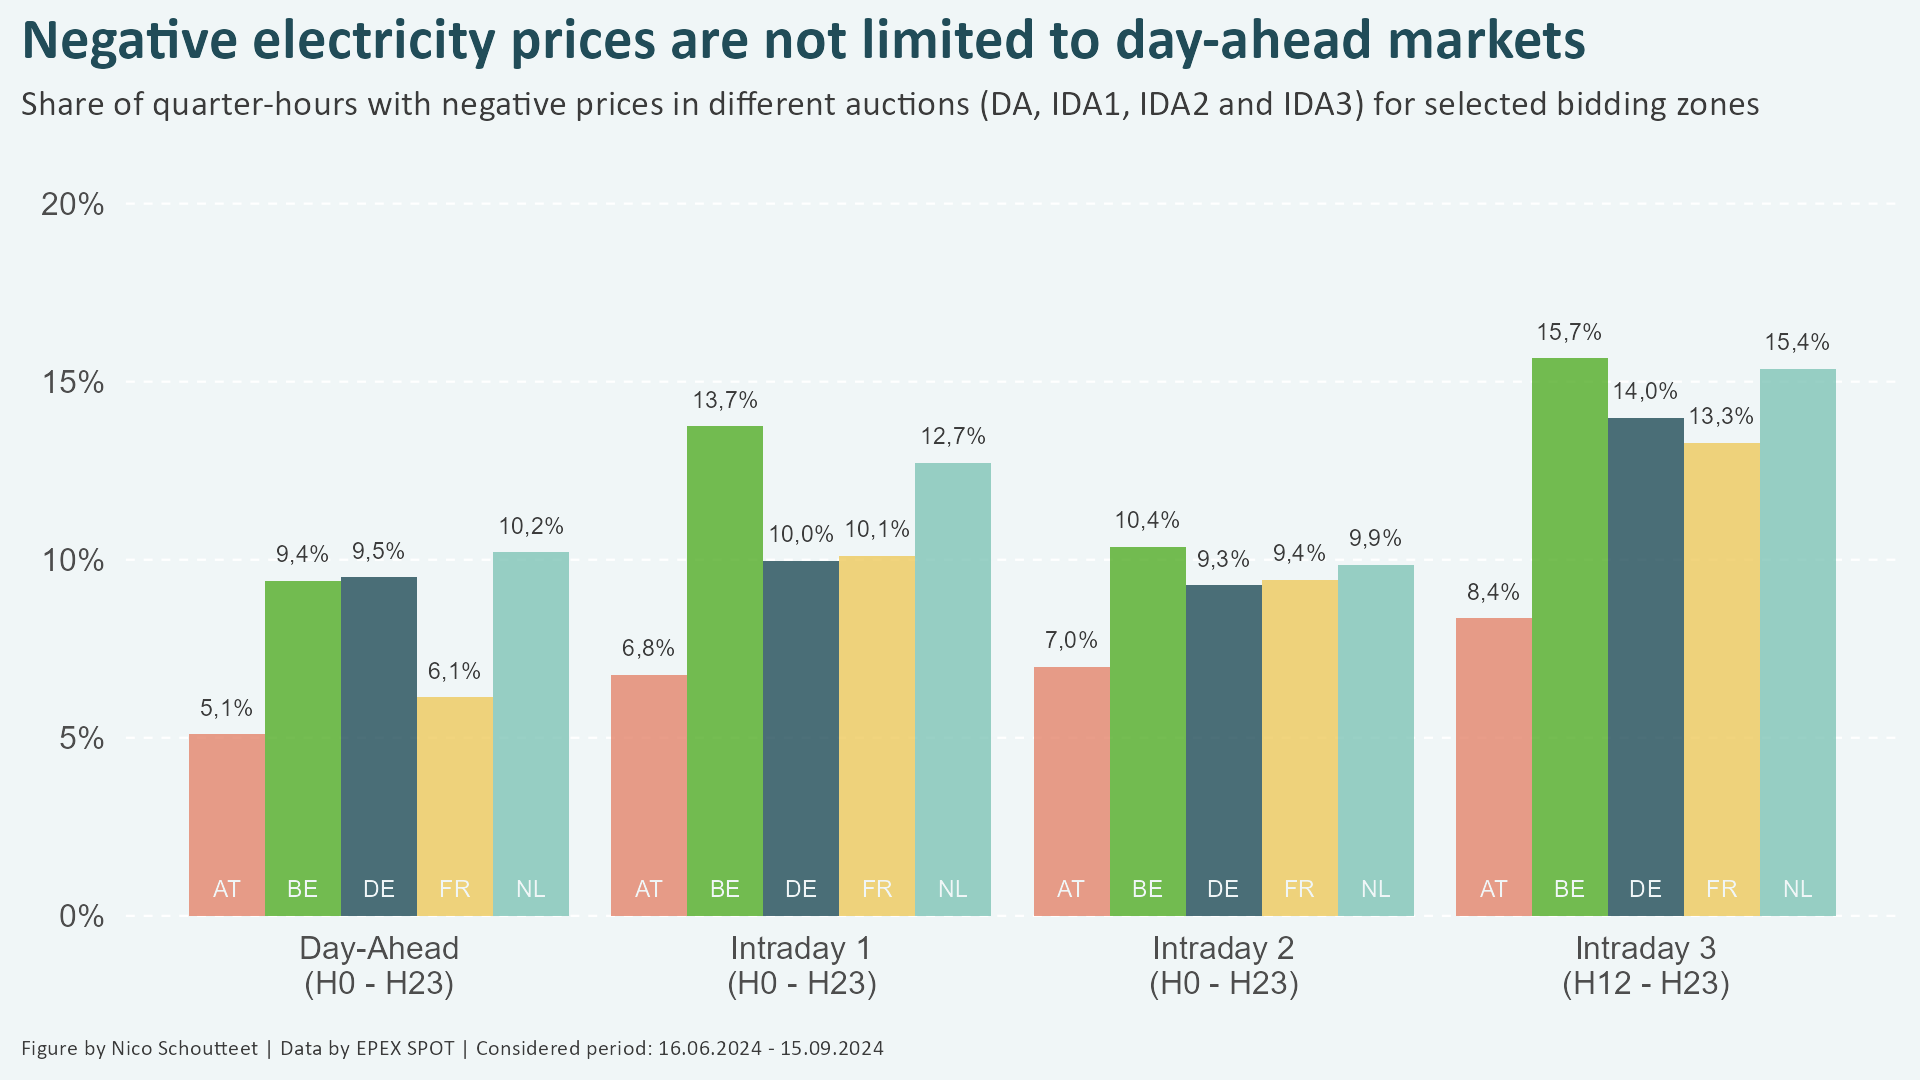 Negative electricity prices are not limited to day-ahead markets
Share of quarter-hours with negative prices in different auctions (DA, IDA1, IDA2 and IDA3) for selected bidding zones
20%
15%
10%
5%
0%
5,1%
9,4%
9,5%
6,1%
10,2%
6,8%
13,7%
10,0%
10,1%
12,7%
7,0%
10,4%
9,3%
9,4%
9,9%
8,4%
15,7%
14,0%
13,3%
15,4%
AT BE DE FR NL
AT BE DE FR NL
AT BE DE FR NL
AT BE DE FR NL
Day-Ahead
(H0 - H23)
Intraday 1
(H0 - H23)
Intraday 2
(H0 - H23)
Intraday 3
(H12 - H23)
Figure by Nico Schoutteet | Data by EPEX SPOT | Considered period: 16.06.2024 - 15.09.2024